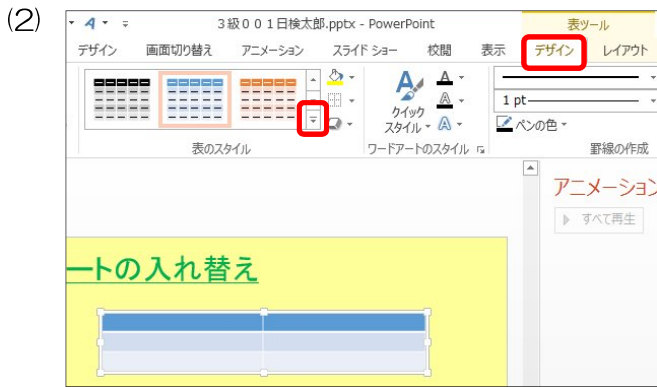 (2)
3級001日検太郎.pptx - PowerPoint
表ツール
デザイン 画面切り替え アニメーション スライド ショー 校閲 表示 デザイン レイアウト
クイック
スタイル
1 pt
ペンの色
表のスタイル
ワードアートのスタイル
罫線の作成
アニメーション
すべて再生
ートの入れ替え